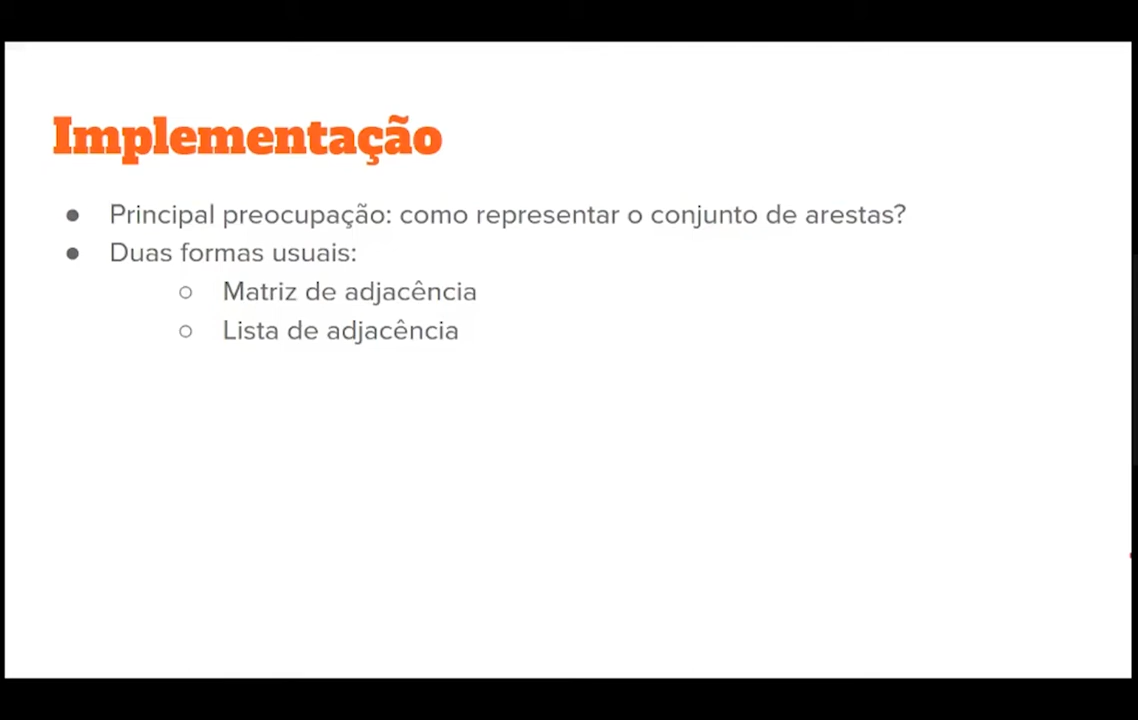 Implementação
● Principal preocupação: como representar o conjunto de arestas?
● Duas formas usuais:
○ Matriz de adjacência
○ Lista de adjacência